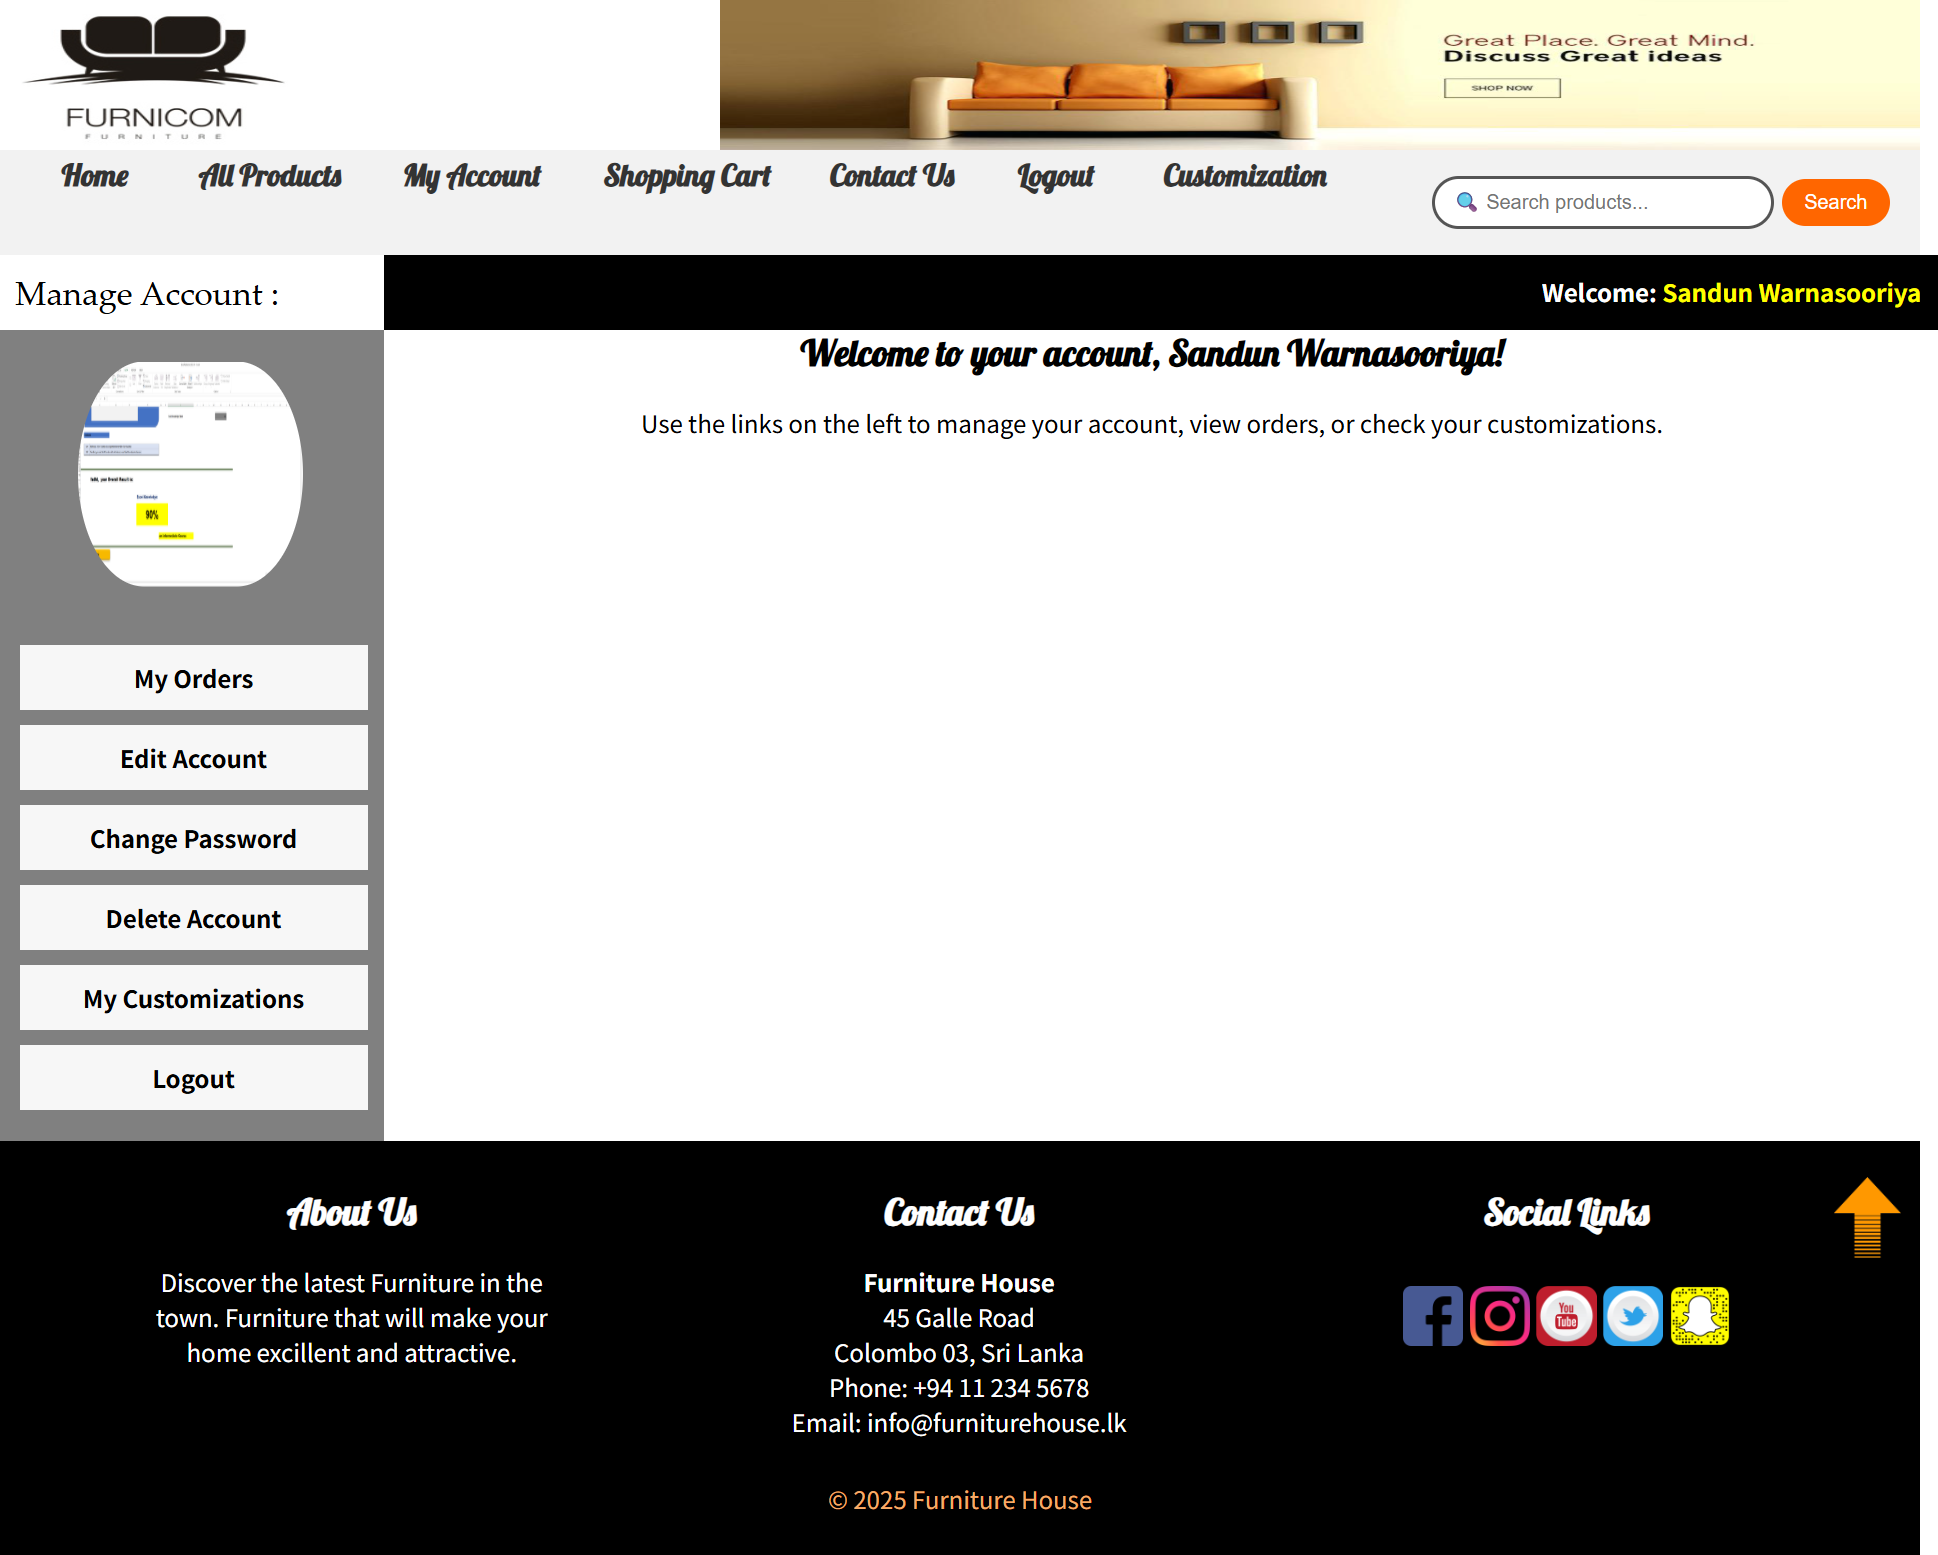 FURNICOM
FURNITURE
Great Place. Great Mind.
Discuss Great ideas
SHOP NOW
Home All Products My Account Shopping Cart Contact Us Logout Customization
Search products...
Search
Manage Account :
Welcome: Sandun Warnasooriya
Welcome to your account, Sandun Warnasooriya!
Use the links on the left to manage your account, view orders, or check your customizations.
90%
My Orders
Edit Account
Change Password
Delete Account
My Customizations
Logout
About Us
Discover the latest Furniture in the
town. Furniture that will make your
home excillent and attractive.
Contact Us
Furniture House
45 Galle Road
Colombo 03, Sri Lanka
Phone: +94 11 234 5678
Email: info@furniturehouse.lk
Social Links
You
Tube
© 2025 Furniture House